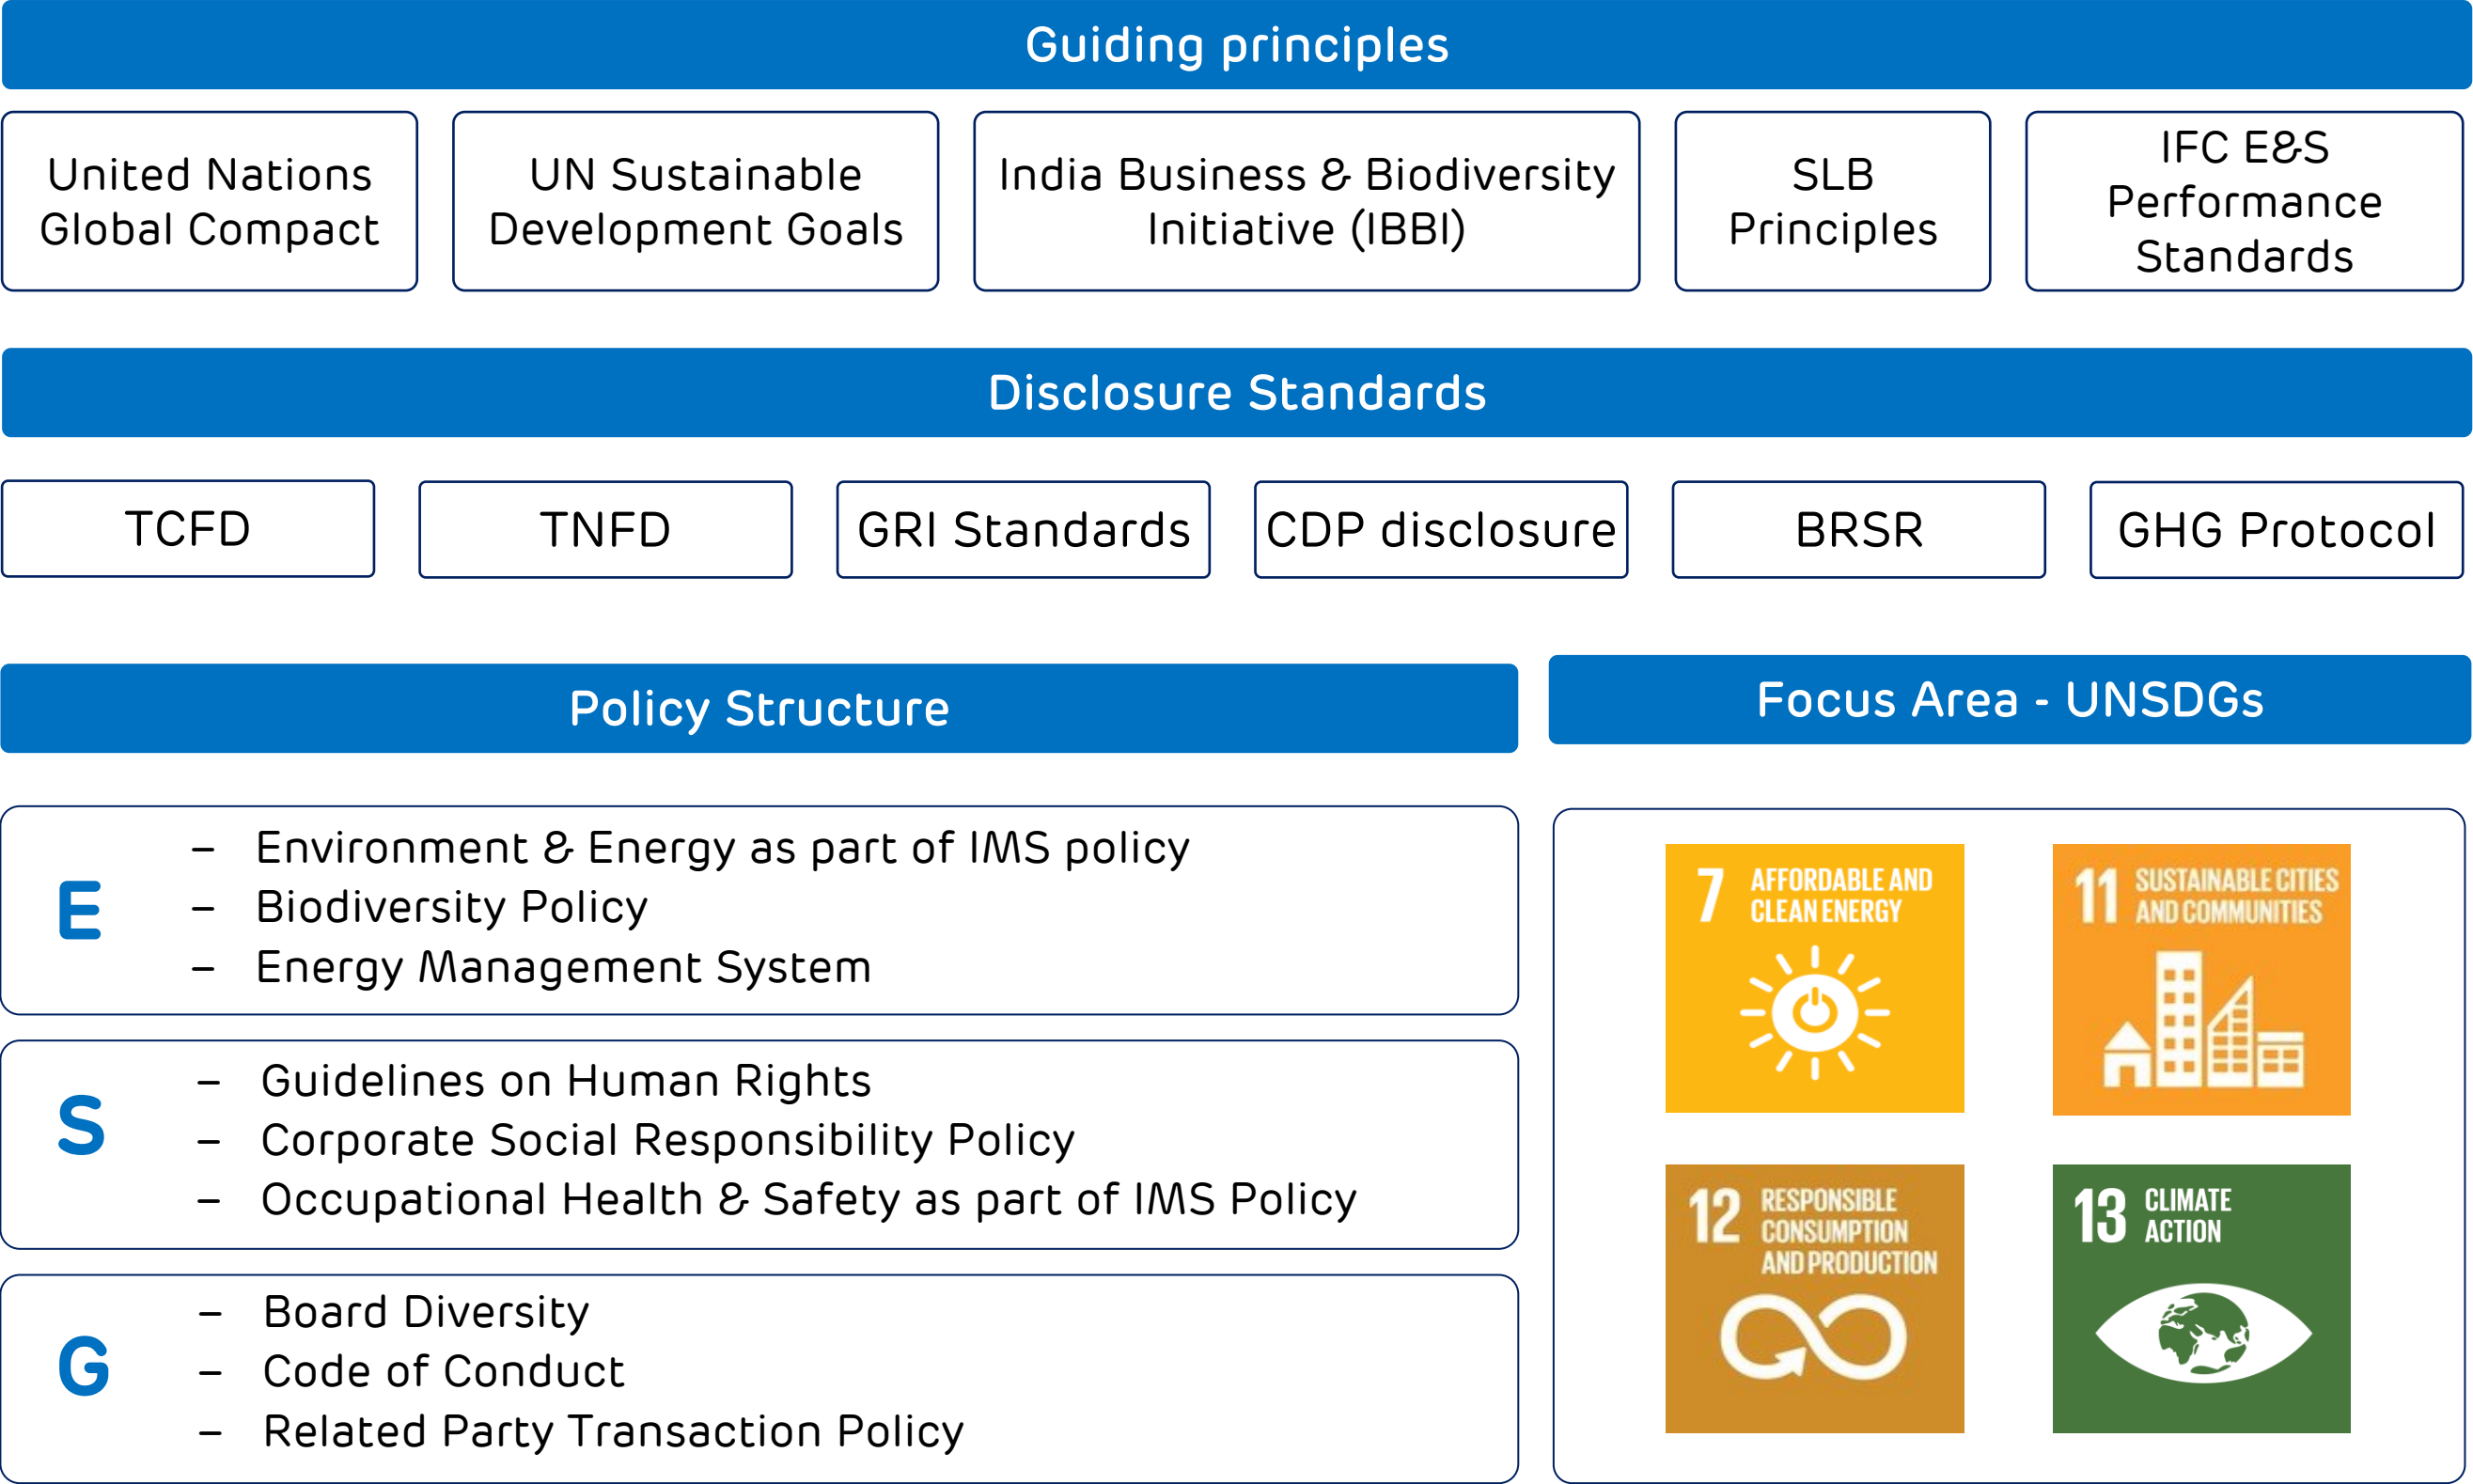 Guiding principles
United Nations
Global Compact
UN Sustainable
Development Goals
India Business & Biodiversity
Initiative (IBBI)
SLB
Principles
IFC E&S
Performance
Standards
Disclosure Standards
TCFD
TNFD
GRI Standards
CDP disclosure
BRSR
GHG Protocol
Policy Structure
E
– Environment & Energy as part of IMS policy
– Biodiversity Policy
– Energy Management System
S
– Guidelines on Human Rights
– Corporate Social Responsibility Policy
– Occupational Health & Safety as part of IMS Policy
G
– Board Diversity
– Code of Conduct
– Related Party Transaction Policy
Focus Area - UNSDGs
7 AFFORDABLE AND
CLEAN ENERGY
11 SUSTAINABLE CITIES
AND COMMUNITIES
12 RESPONSIBLE
CONSUMPTION
AND PRODUCTION
13 CLIMATE
ACTION